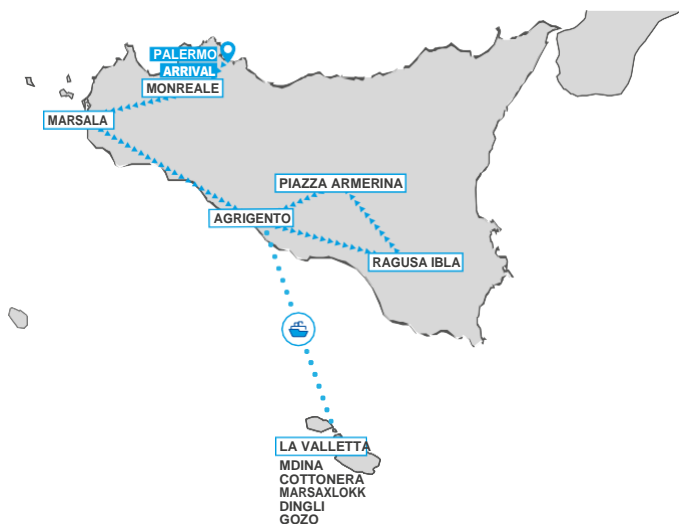 PALERMO
ARRIVAL
MONREALE
MARSALA
PIAZZA ARMERINA
AGRIGENTO
RAGUSA IBLA
LA VALLETTA
MDINA
COTTONERA
MARSAXLOKK
DINGLI
GOZO